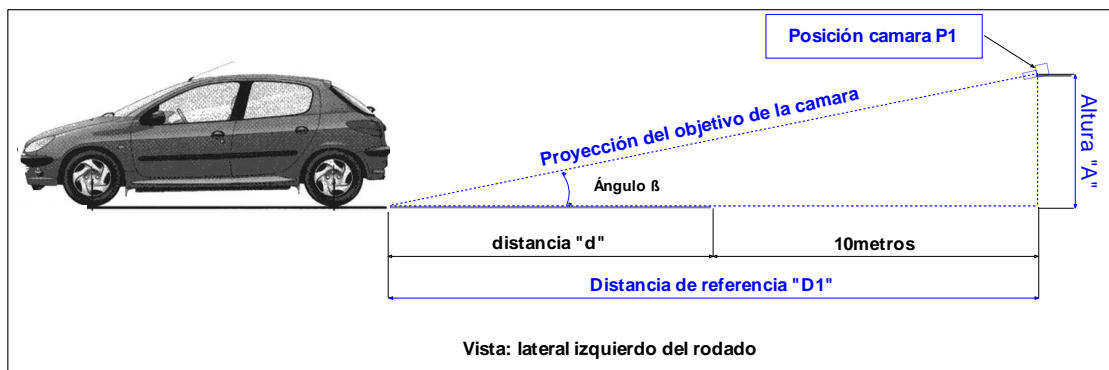 Posición camara P1
Proyección del objetivo de la camara
Altura "A"
Ángulo ß
distancia "d"
10metros
Distancia de referencia "D1"
Vista: lateral izquierdo del rodado